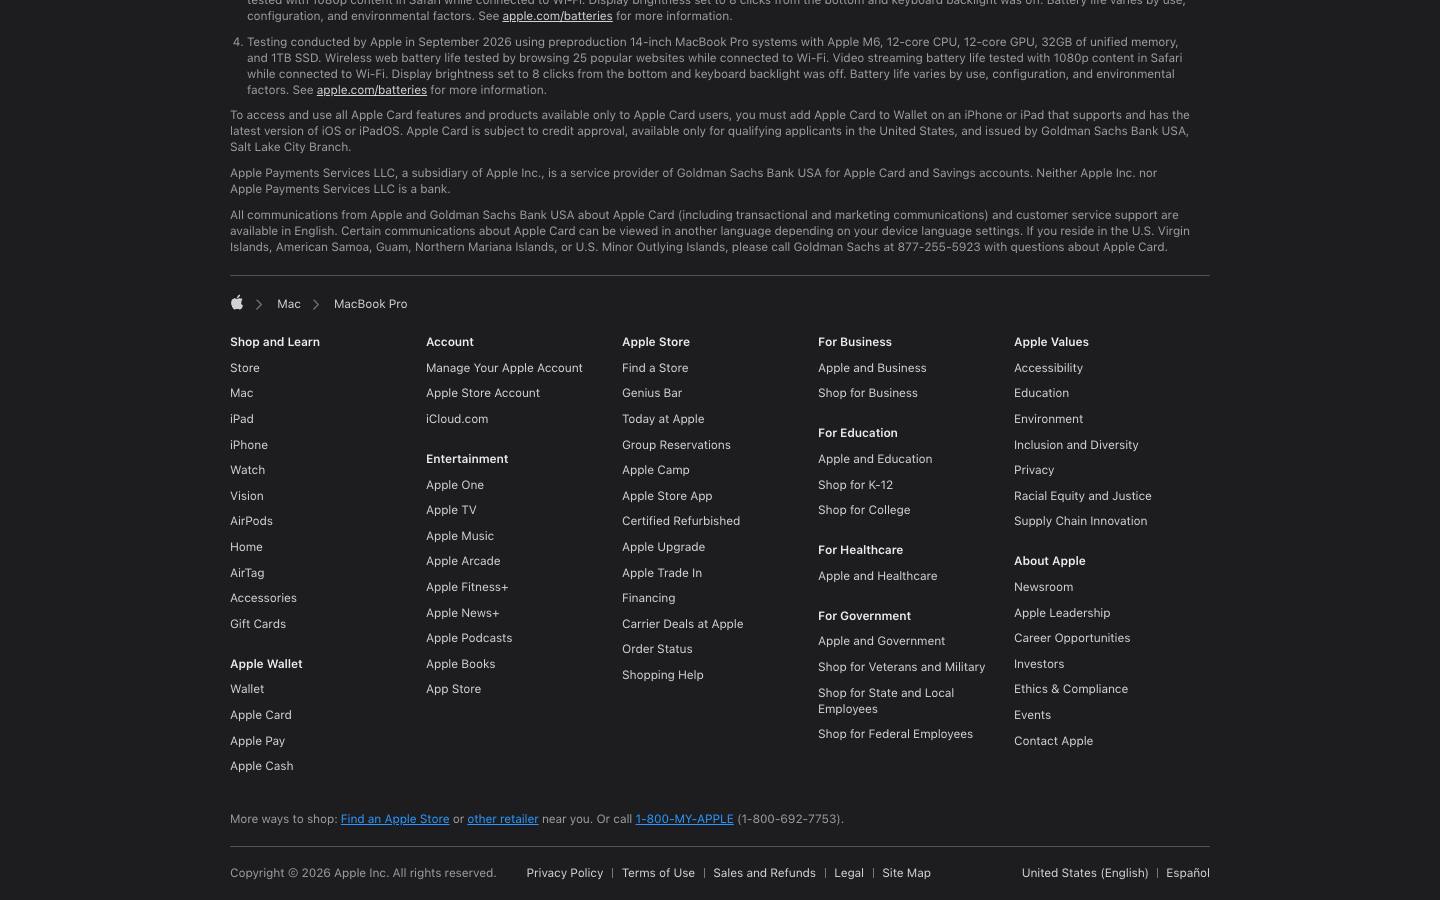 configuration, and environmental factors. See apple.com/batteries for more information.
4. Testing conducted by Apple in September 2026 using preproduction 14-inch MacBook Pro systems with Apple M6, 12-core CPU, 12-core GPU, 32GB of unified memory,
and 1TB SSD. Wireless web battery life tested by browsing 25 popular websites while connected to Wi-Fi. Video streaming battery life tested with 1080p content in Safari
while connected to Wi-Fi. Display brightness set to 8 clicks from the bottom and keyboard backlight was off. Battery life varies by use, configuration, and environmental
factors. See apple.com/batteries for more information.
To access and use all Apple Card features and products available only to Apple Card users, you must add Apple Card to Wallet on an iPhone or iPad that supports and has the
latest version of iOS or iPadOS. Apple Card is subject to credit approval, available only for qualifying applicants in the United States, and issued by Goldman Sachs Bank USA,
Salt Lake City Branch.
Apple Payments Services LLC, a subsidiary of Apple Inc., is a service provider of Goldman Sachs Bank USA for Apple Card and Savings accounts. Neither Apple Inc. nor
Apple Payments Services LLC is a bank.
All communications from Apple and Goldman Sachs Bank USA about Apple Card (including transactional and marketing communications) and customer service support are
available in English. Certain communications about Apple Card can be viewed in another language depending on your device language settings. If you reside in the U.S. Virgin
Islands, American Samoa, Guam, Northern Mariana Islands, or U.S. Minor Outlying Islands, please call Goldman Sachs at 877-255-5923 with questions about Apple Card.
Mac
MacBook Pro
Shop and Learn
Store
Mac
iPad
iPhone
Watch
Vision
AirPods
Home
AirTag
Accessories
Gift Cards
Apple Wallet
Wallet
Apple Card
Apple Pay
Apple Cash
Account
Manage Your Apple Account
Apple Store Account
iCloud.com
Entertainment
Apple One
Apple TV
Apple Music
Apple Arcade
Apple Fitness+
Apple News+
Apple Podcasts
Apple Books
App Store
Apple Store
Find a Store
Genius Bar
Today at Apple
Group Reservations
Apple Camp
Apple Store App
Certified Refurbished
Apple Upgrade
Apple Trade In
Financing
Carrier Deals at Apple
Order Status
Shopping Help
For Business
Apple and Business
Shop for Business
For Education
Apple and Education
Shop for K-12
Shop for College
For Healthcare
Apple and Healthcare
For Government
Apple and Government
Shop for Veterans and Military
Shop for State and Local
Employees
Shop for Federal Employees
Apple Values
Accessibility
Education
Environment
Inclusion and Diversity
Privacy
Racial Equity and Justice
Supply Chain Innovation
About Apple
Newsroom
Apple Leadership
Career Opportunities
Investors
Ethics & Compliance
Events
Contact Apple
More ways to shop: Find an Apple Store or other retailer near you. Or call 1-800-MY-APPLE (1-800-692-7753).
Copyright © 2026 Apple Inc. All rights reserved.
Privacy Policy | Terms of Use | Sales and Refunds | Legal | Site Map
United States (English) | Español